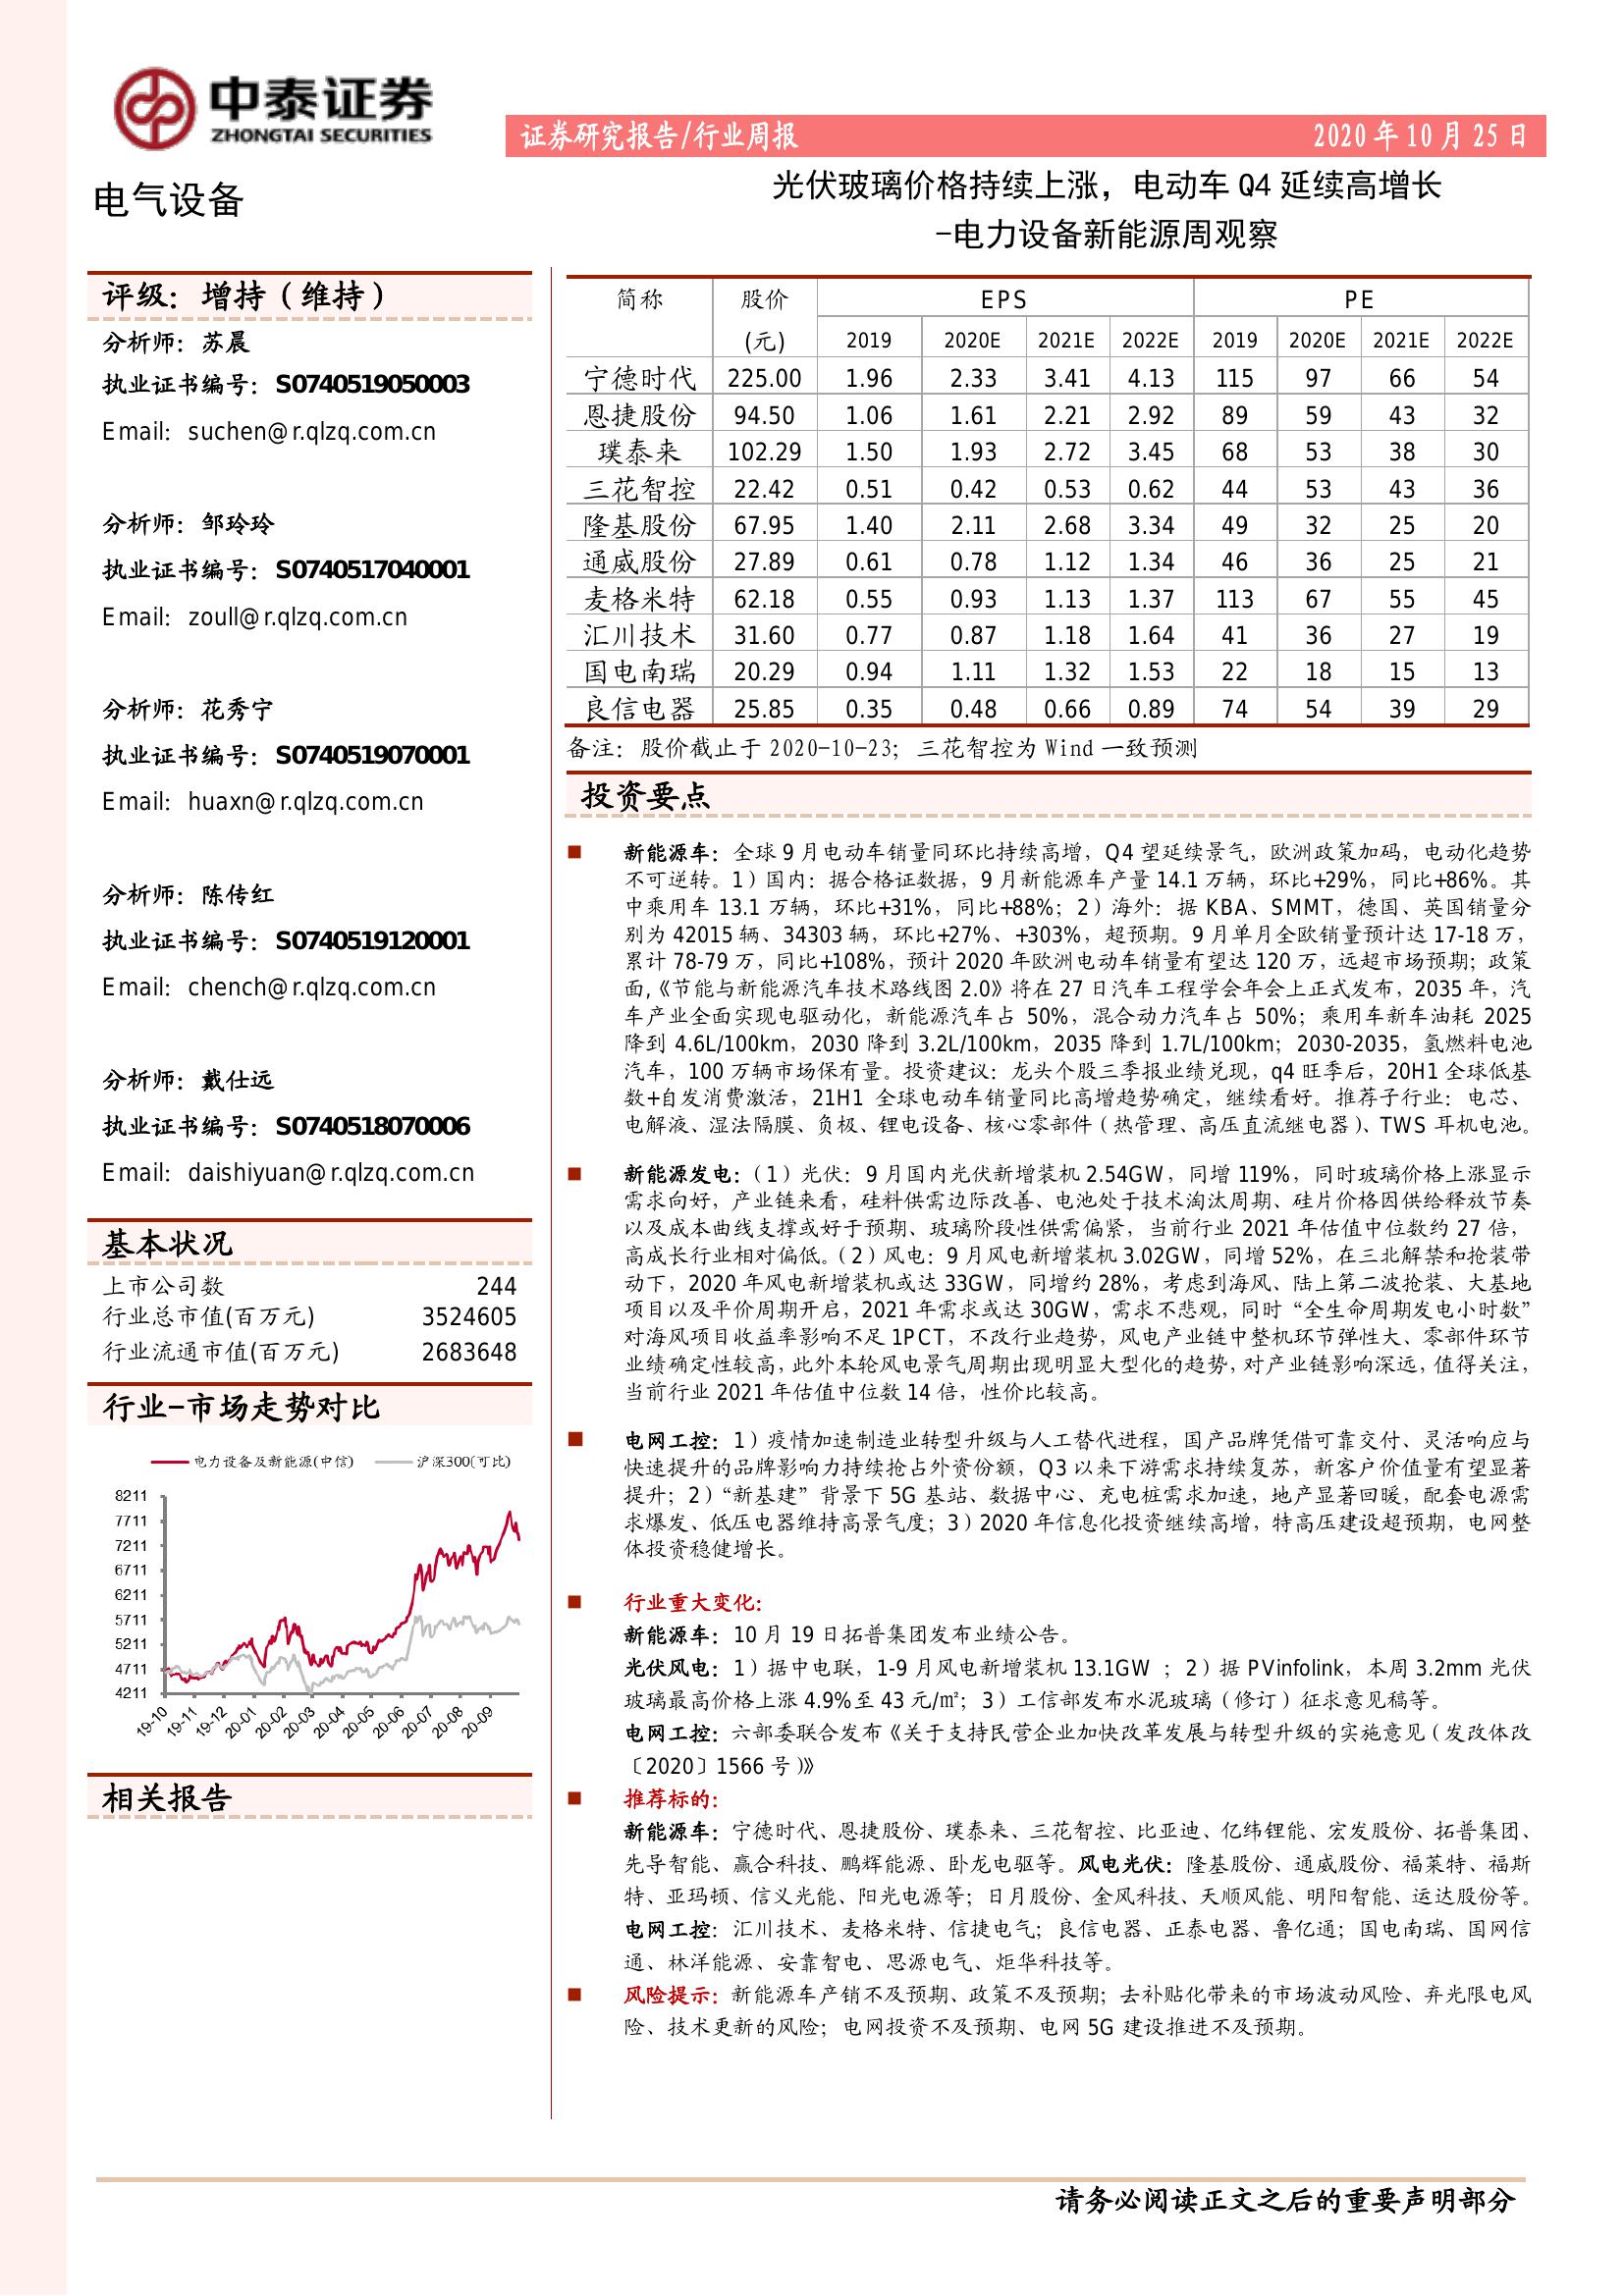 中泰证券
ZHONGTAI SECURITIES
证券研究报告/行业周报 2020年10月25日
电气设备
光伏玻璃价格持续上涨，电动车Q4延续高增长
-电力设备新能源周观察
评级：增持（维持）
分析师：苏晨
执业证书编号：S0740519050003
Email：suchen@r.qlzq.com.cn
分析师：邹玲玲
执业证书编号：S0740517040001
Email：zoull@r.qlzq.com.cn
分析师：花秀宁
执业证书编号：S0740519070001
Email：huaxn@r.qlzq.com.cn
分析师：陈传红
执业证书编号：S0740519120001
Email：chench@r.qlzq.com.cn
分析师：戴仕远
执业证书编号：S0740518070006
Email：daishiyuan@r.qlzq.com.cn
基本状况
上市公司数 244
行业总市值(百万元) 3524605
行业流通市值(百万元) 2683648
行业-市场走势对比
电力设备及新能源(中信) 沪深300(可比)
8211
7711
7211
6711
6211
5711
5211
4711
4211
19-10 19-11 19-12 20-01 20-02 20-03 20-04 20-05 20-06 20-07 20-08 20-09
相关报告
简称 股价 EPS PE
(元) 2019 2020E 2021E 2022E 2019 2020E 2021E 2022E
宁德时代 225.00 1.96 2.33 3.41 4.13 115 97 66 54
恩捷股份 94.50 1.06 1.61 2.21 2.92 89 59 43 32
璞泰来 102.29 1.50 1.93 2.72 3.45 68 53 38 30
三花智控 22.42 0.51 0.42 0.53 0.62 44 53 43 36
隆基股份 67.95 1.40 2.11 2.68 3.34 49 32 25 20
通威股份 27.89 0.61 0.78 1.12 1.34 46 36 25 21
麦格米特 62.18 0.55 0.93 1.13 1.37 113 67 55 45
汇川技术 31.60 0.77 0.87 1.18 1.64 41 36 27 19
国电南瑞 20.29 0.94 1.11 1.32 1.53 22 18 15 13
良信电器 25.85 0.35 0.48 0.66 0.89 74 54 39 29
备注：股价截止于2020-10-23；三花智控为Wind一致预测
投资要点
■ 新能源车：全球9月电动车销量同环比持续高增，Q4望延续景气，欧洲政策加码，电动化趋势
不可逆转。1）国内：据合格证数据，9月新能源车产量14.1万辆，环比+29%，同比+86%。其
中乘用车13.1万辆，环比+31%，同比+88%；2）海外：据KBA、SMMT，德国、英国销量分
别为42015辆、34303辆，环比+27%、+303%，超预期。9月单月全欧销量预计达17-18万，
累计78-79万，同比+108%，预计2020年欧洲电动车销量有望达120万，远超市场预期；政策
面,《节能与新能源汽车技术路线图2.0》将在27日汽车工程学会年会上正式发布，2035年，汽
车产业全面实现电驱动化，新能源汽车占50%，混合动力汽车占50%；乘用车新车油耗2025
降到4.6L/100km，2030降到3.2L/100km，2035降到1.7L/100km；2030-2035，氢燃料电池
汽车，100万辆市场保有量。投资建议：龙头个股三季报业绩兑现，q4旺季后，20H1全球低基
数+自发消费激活，21H1全球电动车销量同比高增趋势确定，继续看好。推荐子行业：电芯、
电解液、湿法隔膜、负极、锂电设备、核心零部件（热管理、高压直流继电器）、TWS耳机电池。
■ 新能源发电：（1）光伏：9月国内光伏新增装机2.54GW，同增119%，同时玻璃价格上涨显示
需求向好，产业链来看，硅料供需边际改善、电池处于技术淘汰周期、硅片价格因供给释放节奏
以及成本曲线支撑或好于预期、玻璃阶段性供需偏紧，当前行业2021年估值中位数约27倍，
高成长行业相对偏低。（2）风电：9月风电新增装机3.02GW，同增52%，在三北解禁和抢装带
动下，2020年风电新增装机或达33GW，同增约28%，考虑到海风、陆上第二波抢装、大基地
项目以及平价周期开启，2021年需求或达30GW，需求不悲观，同时“全生命周期发电小时数”
对海风项目收益率影响不足1PCT，不改行业趋势，风电产业链中整机环节弹性大、零部件环节
业绩确定性较高，此外本轮风电景气周期出现明显大型化的趋势，对产业链影响深远，值得关注，
当前行业2021年估值中位数14倍，性价比较高。
■ 电网工控：1）疫情加速制造业转型升级与人工替代进程，国产品牌凭借可靠交付、灵活响应与
快速提升的品牌影响力持续抢占外资份额，Q3以来下游需求持续复苏，新客户价值量有望显著
提升；2）“新基建”背景下5G基站、数据中心、充电桩需求加速，地产显著回暖，配套电源需
求爆发、低压电器维持高景气度；3）2020年信息化投资继续高增，特高压建设超预期，电网整
体投资稳健增长。
■ 行业重大变化：
新能源车：10月19日拓普集团发布业绩公告。
光伏风电：1）据中电联，1-9月风电新增装机13.1GW ；2）据PVinfolink，本周3.2mm光伏
玻璃最高价格上涨4.9%至43元/㎡；3）工信部发布水泥玻璃（修订）征求意见稿等。
电网工控：六部委联合发布《关于支持民营企业加快改革发展与转型升级的实施意见（发改体改
〔2020〕1566号）》
■ 推荐标的：
新能源车：宁德时代、恩捷股份、璞泰来、三花智控、比亚迪、亿纬锂能、宏发股份、拓普集团、
先导智能、赢合科技、鹏辉能源、卧龙电驱等。风电光伏：隆基股份、通威股份、福莱特、福斯
特、亚玛顿、信义光能、阳光电源等；日月股份、金风科技、天顺风能、明阳智能、运达股份等。
电网工控：汇川技术、麦格米特、信捷电气；良信电器、正泰电器、鲁亿通；国电南瑞、国网信
通、林洋能源、安靠智电、思源电气、炬华科技等。
■ 风险提示：新能源车产销不及预期、政策不及预期；去补贴化带来的市场波动风险、弃光限电风
险、技术更新的风险；电网投资不及预期、电网5G建设推进不及预期。
请务必阅读正文之后的重要声明部分